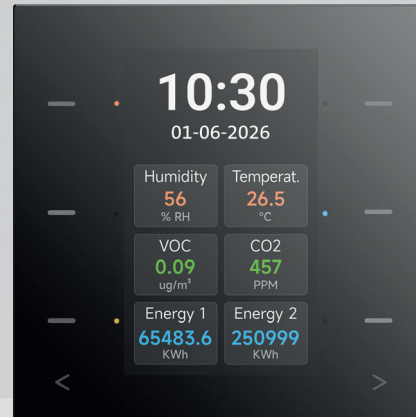 10:30
01-06-2026
Humidity
56
% RH
Temperat.
26.5
°C
VOC
0.09
ug/m³
CO2
457
PPM
Energy 1
65483.6
KWh
Energy 2
250999
KWh
< >